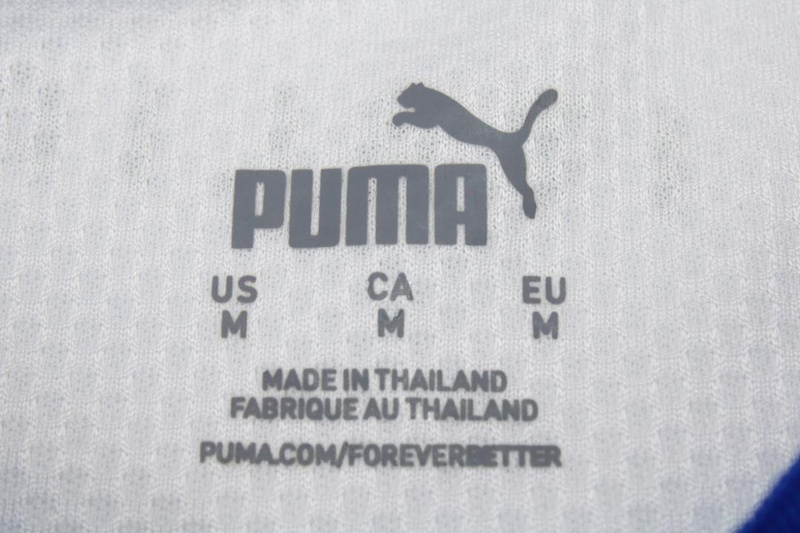 PUMA
US CA EU
M M M
MADE IN THAILAND
FABRIQUE AU THAILAND
PUMA.COM/FOREVERBETTER